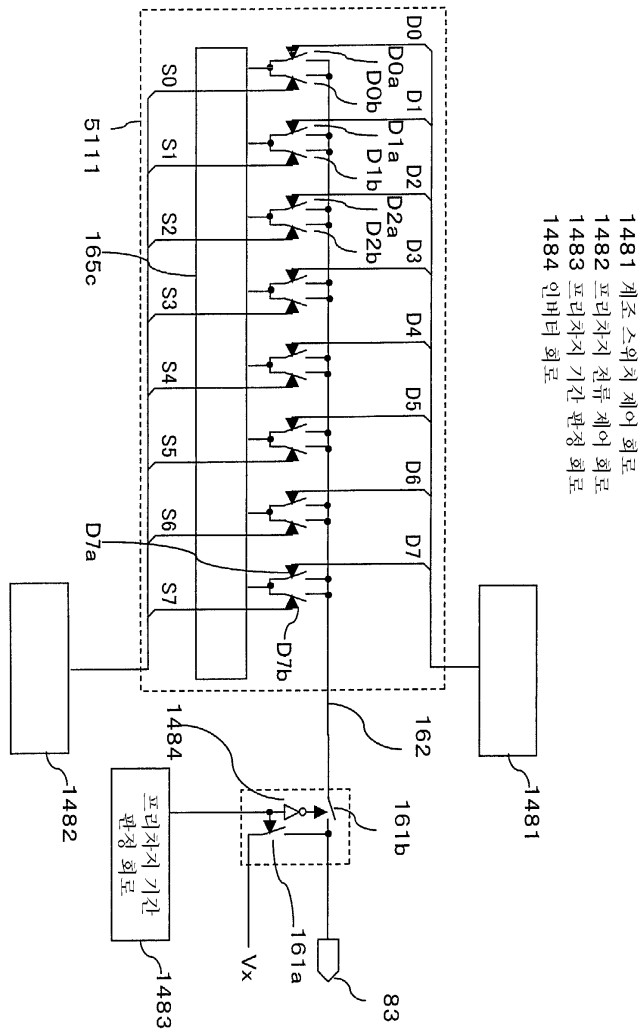 1481 계조 스위치 제어 회로
1482 프리차지 전류 제어 회로
1483 프리차지 기간 판정 회로
1484 인버터 회로
D0
D1
D2
D3
D4
D5
D6
D7
1481
D0a
D0b
D1a
D1b
D2a
D2b
D7a
D7b
162
161b
83
S0
S1
S2
S3
S4
S5
S6
S7
5111
165c
1484
161a
Vx
1482
프리차지 기간
판정 회로
1483